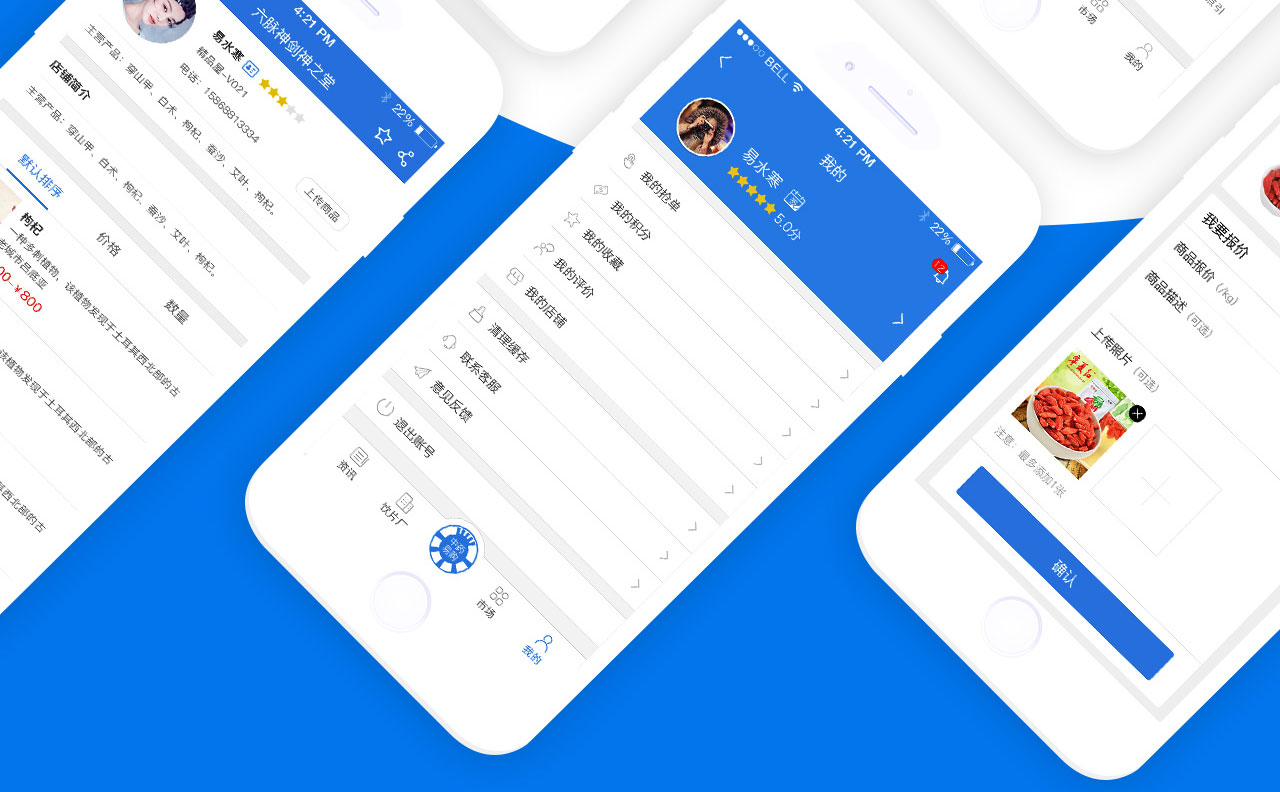 4:21 PM
22%
六脉神剑神之堂
易水寒
精品屋-V021
电话：15868813334
主营产品：穿山甲、白术、枸杞、蚕沙、艾叶、枸杞。
上传商品
店铺简介
主营产品：穿山甲、白术、枸杞、蚕沙、艾叶、枸杞。
默认排序
价格
数量
枸杞
一种多刺植物，该植物发现于土耳其西北部的古
老城市吕底亚
00-￥800
该植物发现于土耳其西北部的古
其西北部的古
BELL
4:21 PM
22%
我的
易水寒
5.0分
12
我的抢单
我的积分
我的收藏
我的评价
我的店铺
清理缓存
联系客服
意见反馈
退出账号
资讯
饮片厂
中药
易购
市场
我的
市场
我的
我要报价
商品报价（/kg）
商品描述（可选）
上传照片（可选）
宁夏红
注意：最多添加1张
确认